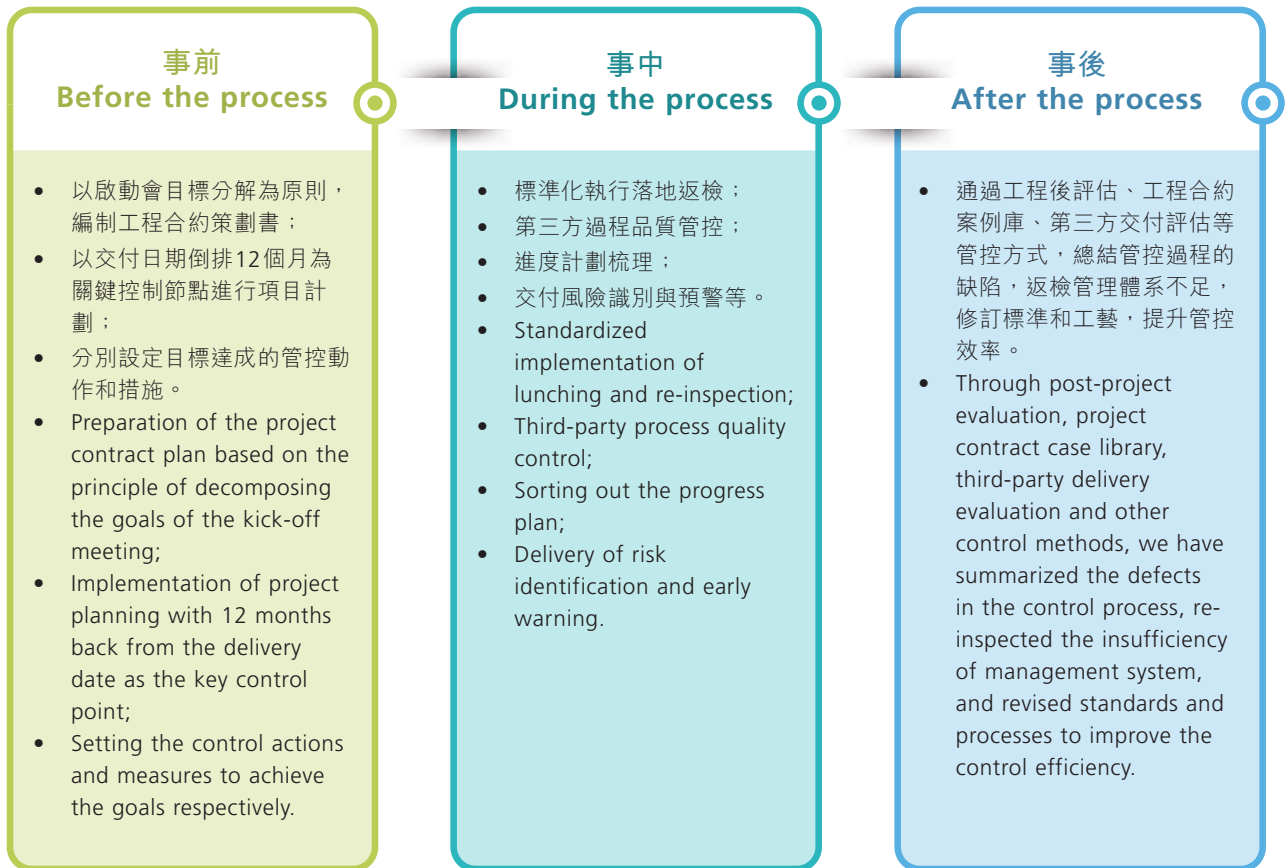 事前
Before the process
• 以啟動會目標分解為原則，
編制工程合約策劃書；
• 以交付日期倒排12個月為
關鍵控制節點進行項目計
劃；
• 分別設定目標達成的管控動
作和措施。
• Preparation of the project
contract plan based on the
principle of decomposing
the goals of the kick-off
meeting;
• Implementation of project
planning with 12 months
back from the delivery
date as the key control
point;
• Setting the control actions
and measures to achieve
the goals respectively.
事中
During the process
• 標準化執行落地返檢；
• 第三方過程品質管控；
• 進度計劃梳理；
• 交付風險識別與預警等。
• Standardized
implementation of
lunching and re-inspection;
• Third-party process quality
control;
• Sorting out the progress
plan;
• Delivery of risk
identification and early
warning.
事後
After the process
• 通過工程後評估、工程合約
案例庫、第三方交付評估等
管控方式，總結管控過程的
缺陷，返檢管理體系不足，
修訂標準和工藝，提升管控
效率。
• Through post-project
evaluation, project
contract case library,
third-party delivery
evaluation and other
control methods, we have
summarized the defects
in the control process, re-
inspected the insufficiency
of management system,
and revised standards and
processes to improve the
control efficiency.